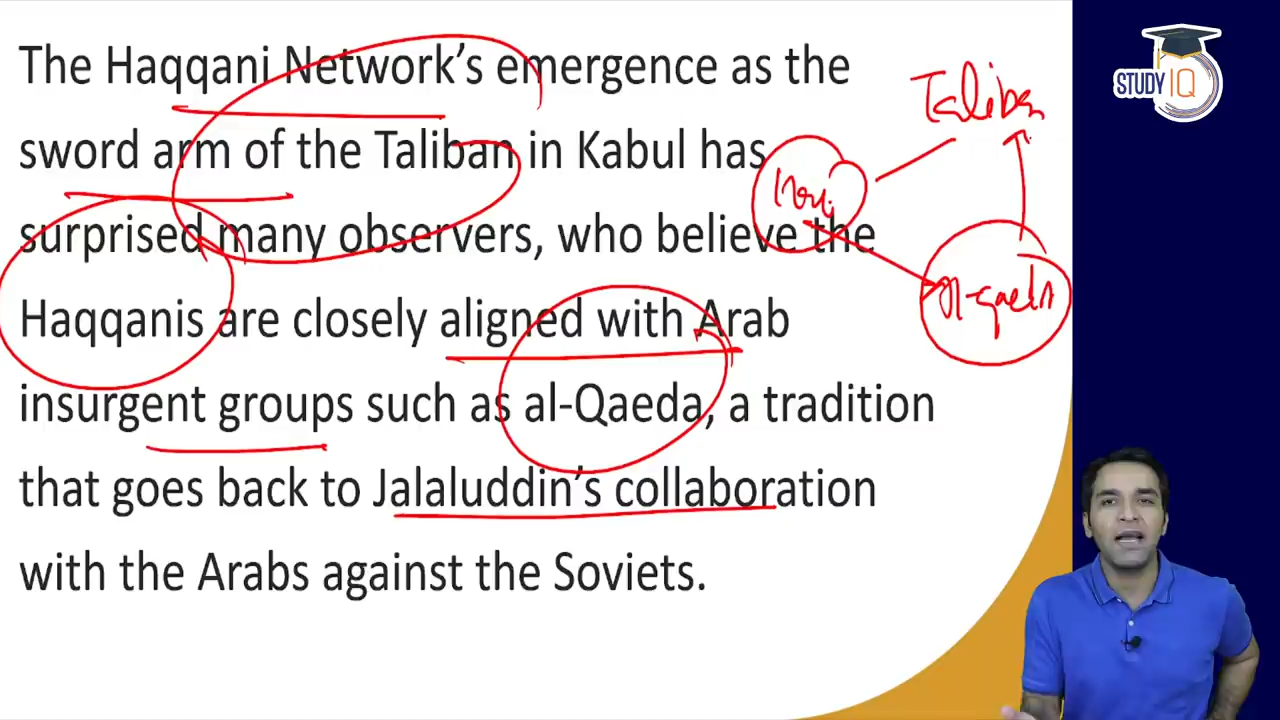 The Haqqani Network's emergence as the
sword arm of the Taliban in Kabul has
surprised many observers, who believe the
Haqqanis are closely aligned with Arab
insurgent groups such as al-Qaeda, a tradition
that goes back to Jalaluddin's collaboration
with the Arabs against the Soviets.
Taliban
al-qaeda
STUDY IQ